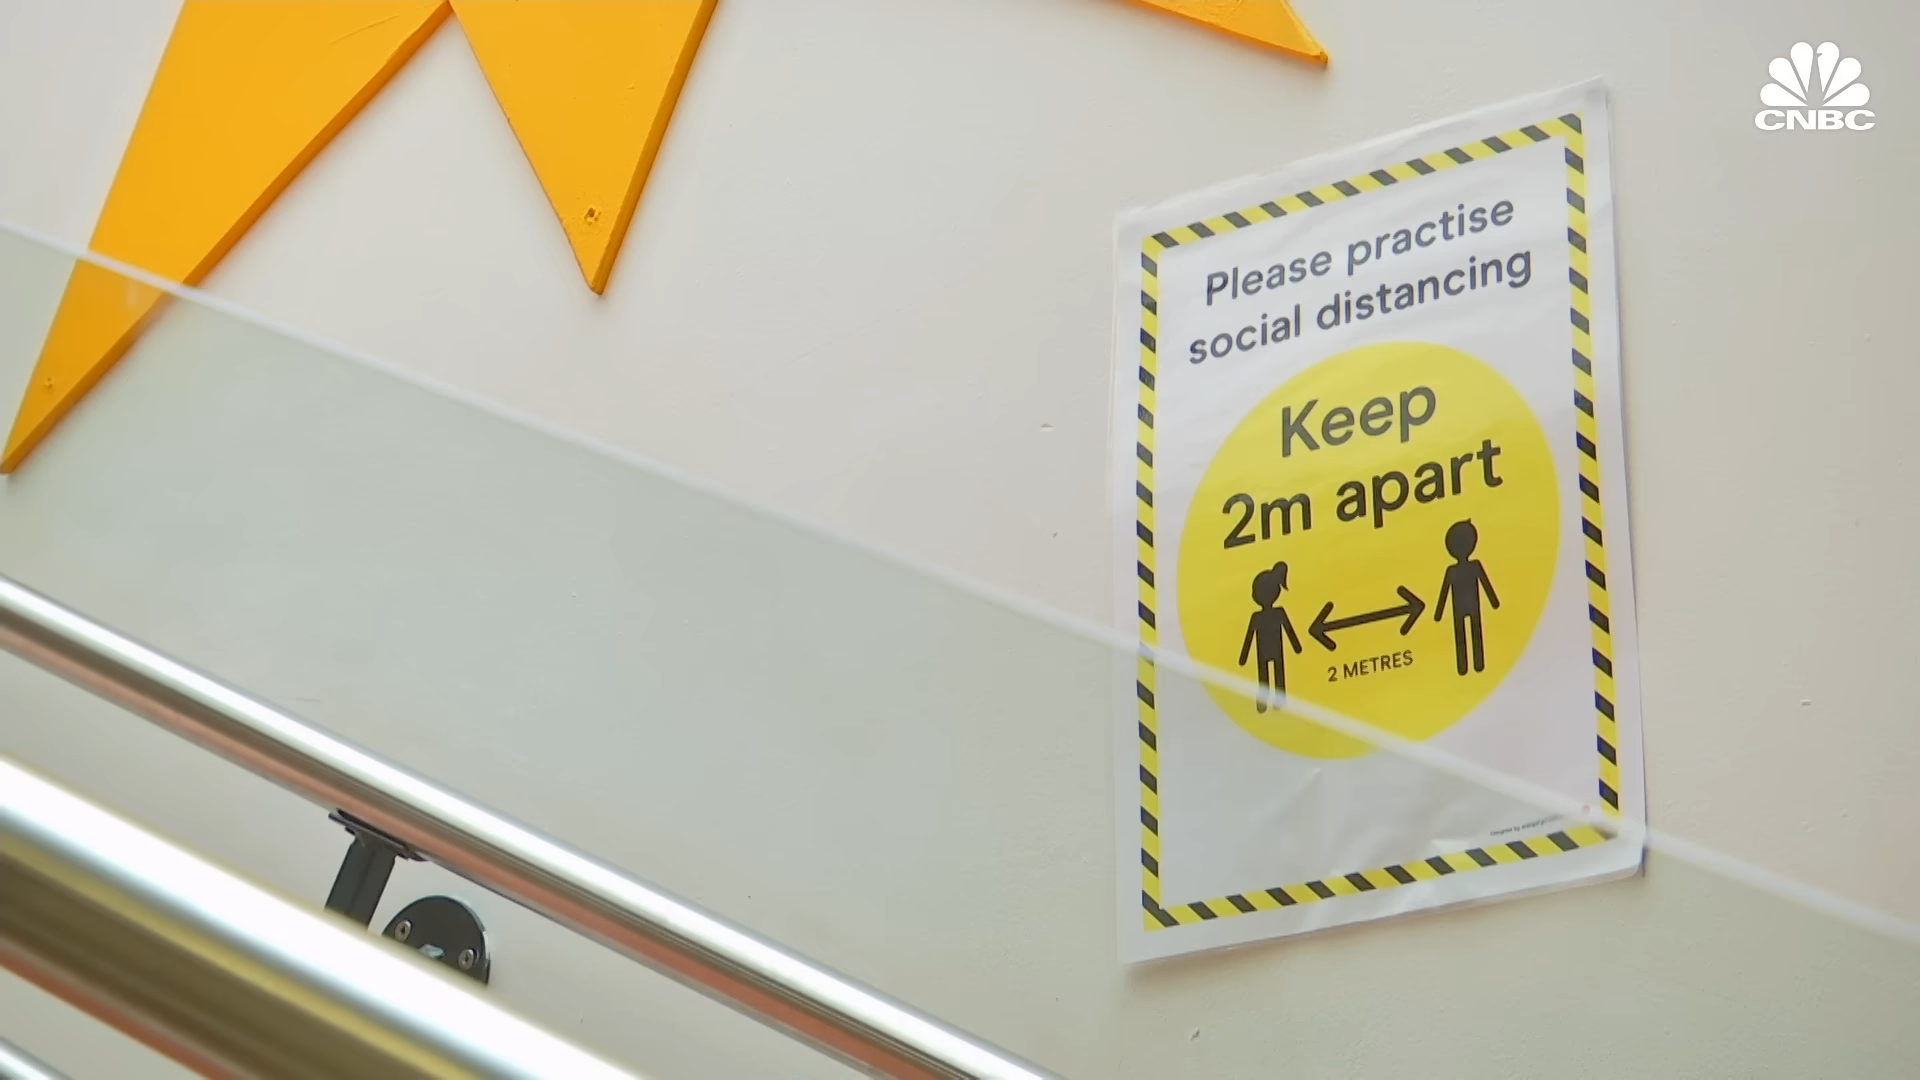 CNBC
Please practise
social distancing
Keep
2m apart
2 METRES